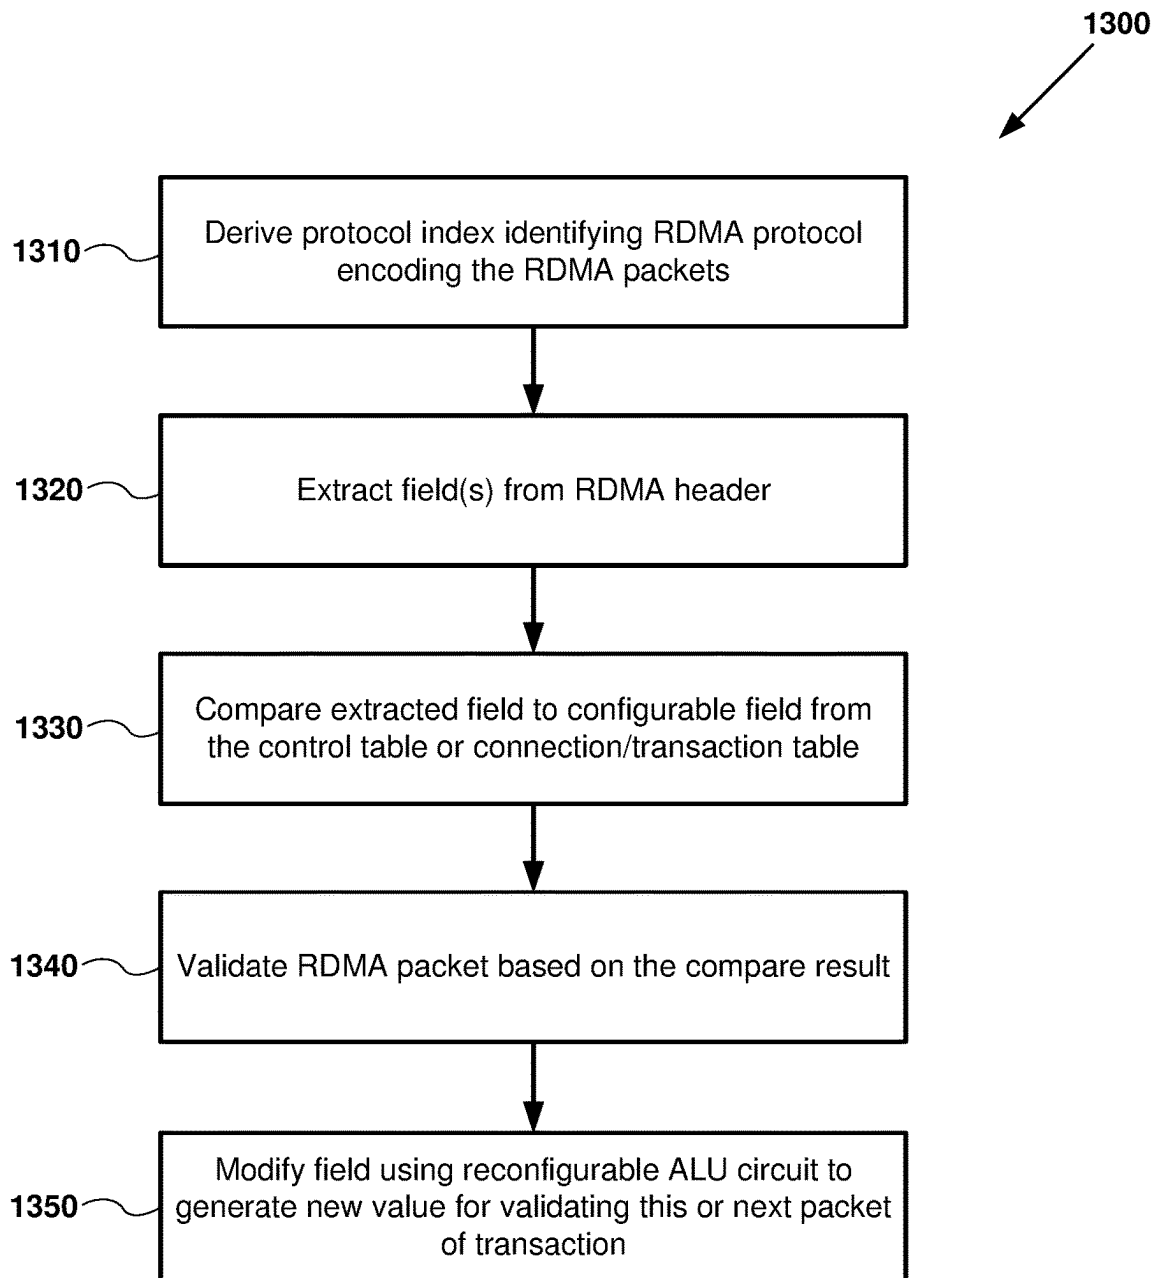 1300
1310
Derive protocol index identifying RDMA protocol
encoding the RDMA packets
1320
Extract field(s) from RDMA header
1330
Compare extracted field to configurable field from
the control table or connection/transaction table
1340
Validate RDMA packet based on the compare result
1350
Modify field using reconfigurable ALU circuit to
generate new value for validating this or next packet
of transaction